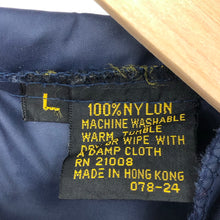 L
100% NYLON
MACHINE WASHABLE
WARM, TUMBLE
DRY OR WIPE WITH
A DAMP CLOTH
RN 21008
MADE IN HONG KONG
078-24